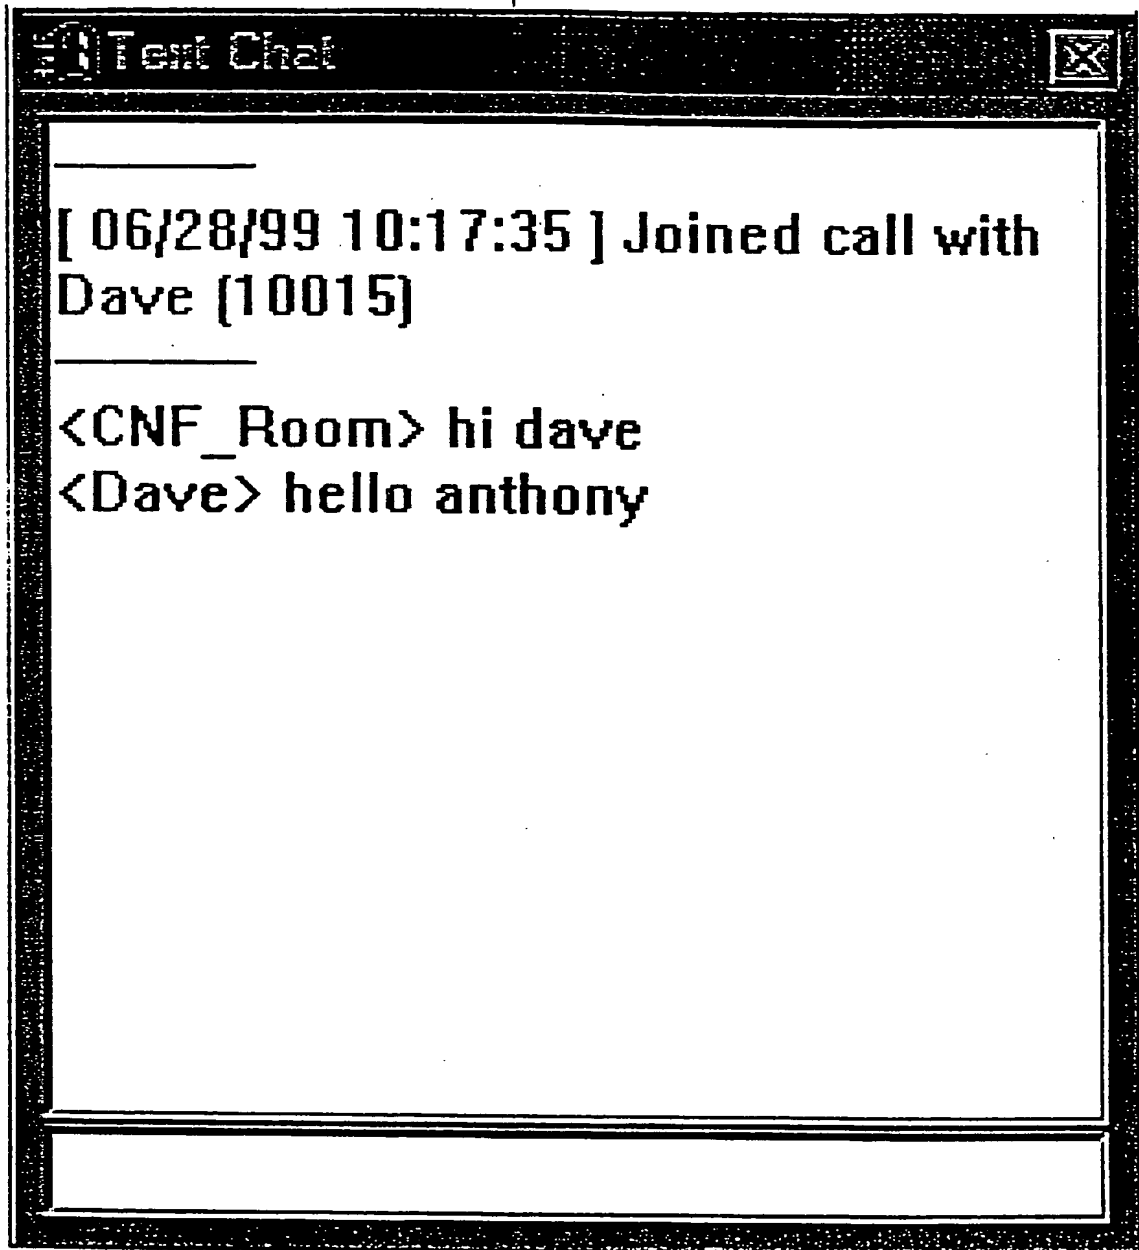 Text Chat
[ 06/28/99 10:17:35 ] Joined call with
Dave [10015]
<CNF_Room> hi dave
<Dave> hello anthony